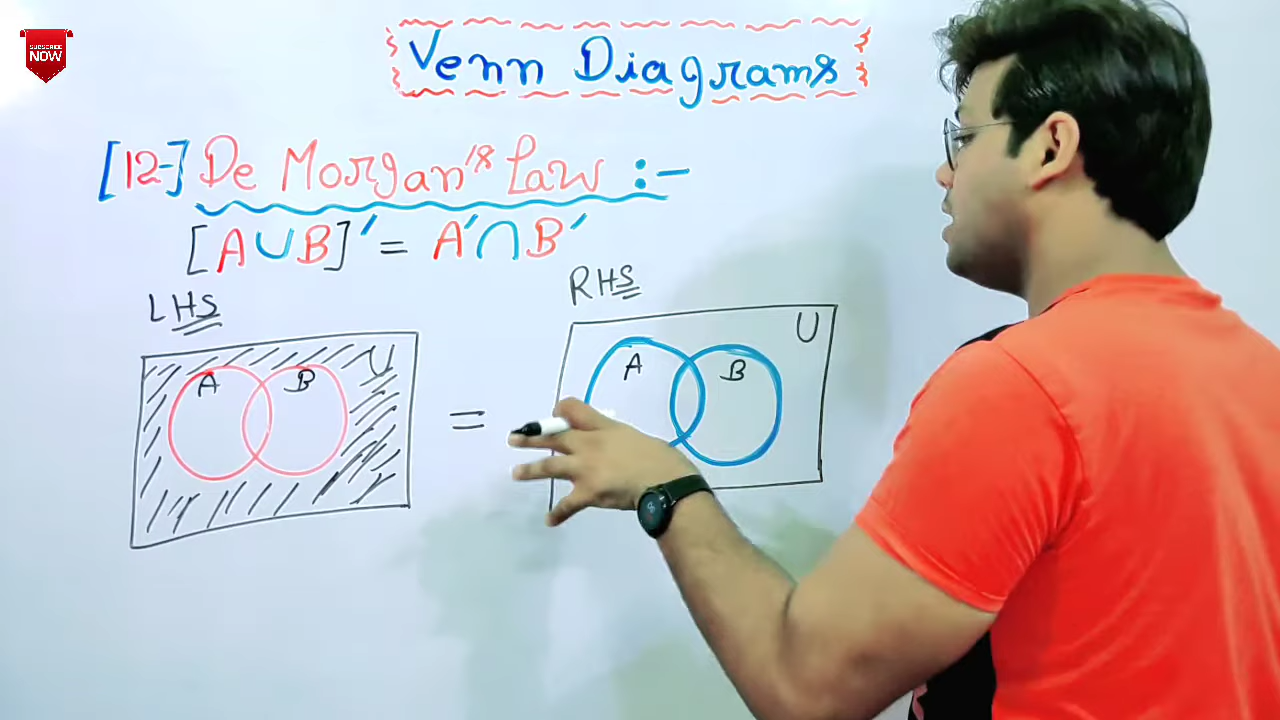 SUBSCRIBE
NOW
Venn Diagrams
[12-] De Morgan's Law :-
[A∪B]' = A'∩B'
LHS
RHS
U
A B
=
U
A B